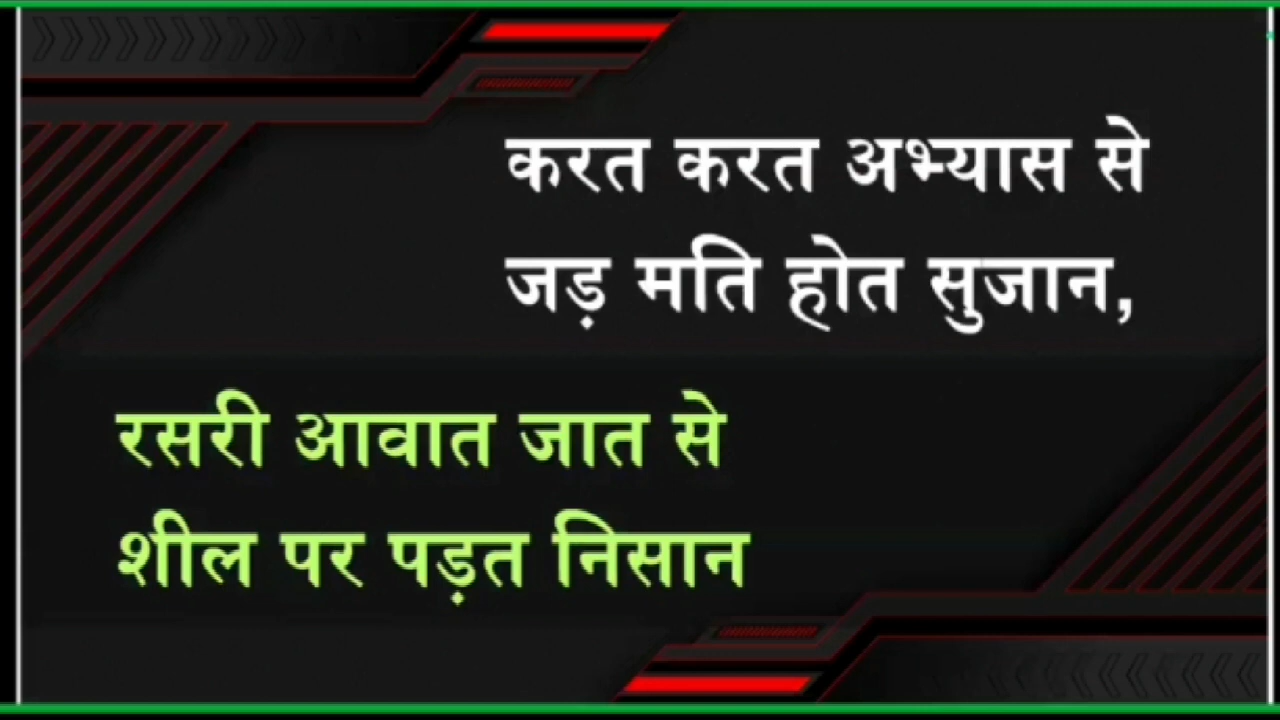 करत करत अभ्यास से
जड़ मति होत सुजान,
रसरी आवात जात से
शील पर पड़त निसान